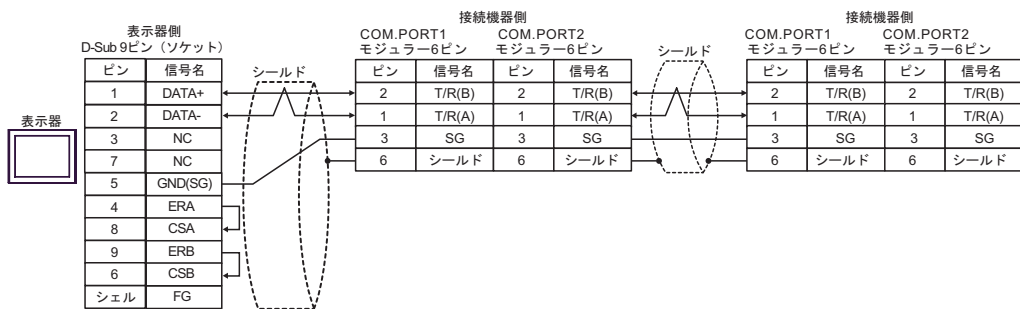 表示器
表示器側
D-Sub 9ピン（ソケット）
ピン 信号名
1 DATA+
2 DATA-
3 NC
7 NC
5 GND(SG)
4 ERA
8 CSA
9 ERB
6 CSB
シェル FG
シールド
接続機器側
COM.PORT1 COM.PORT2
モジュラー6ピン モジュラー6ピン
ピン 信号名 ピン 信号名
2 T/R(B) 2 T/R(B)
1 T/R(A) 1 T/R(A)
3 SG 3 SG
6 シールド 6 シールド
シールド
接続機器側
COM.PORT1 COM.PORT2
モジュラー6ピン モジュラー6ピン
ピン 信号名 ピン 信号名
2 T/R(B) 2 T/R(B)
1 T/R(A) 1 T/R(A)
3 SG 3 SG
6 シールド 6 シールド